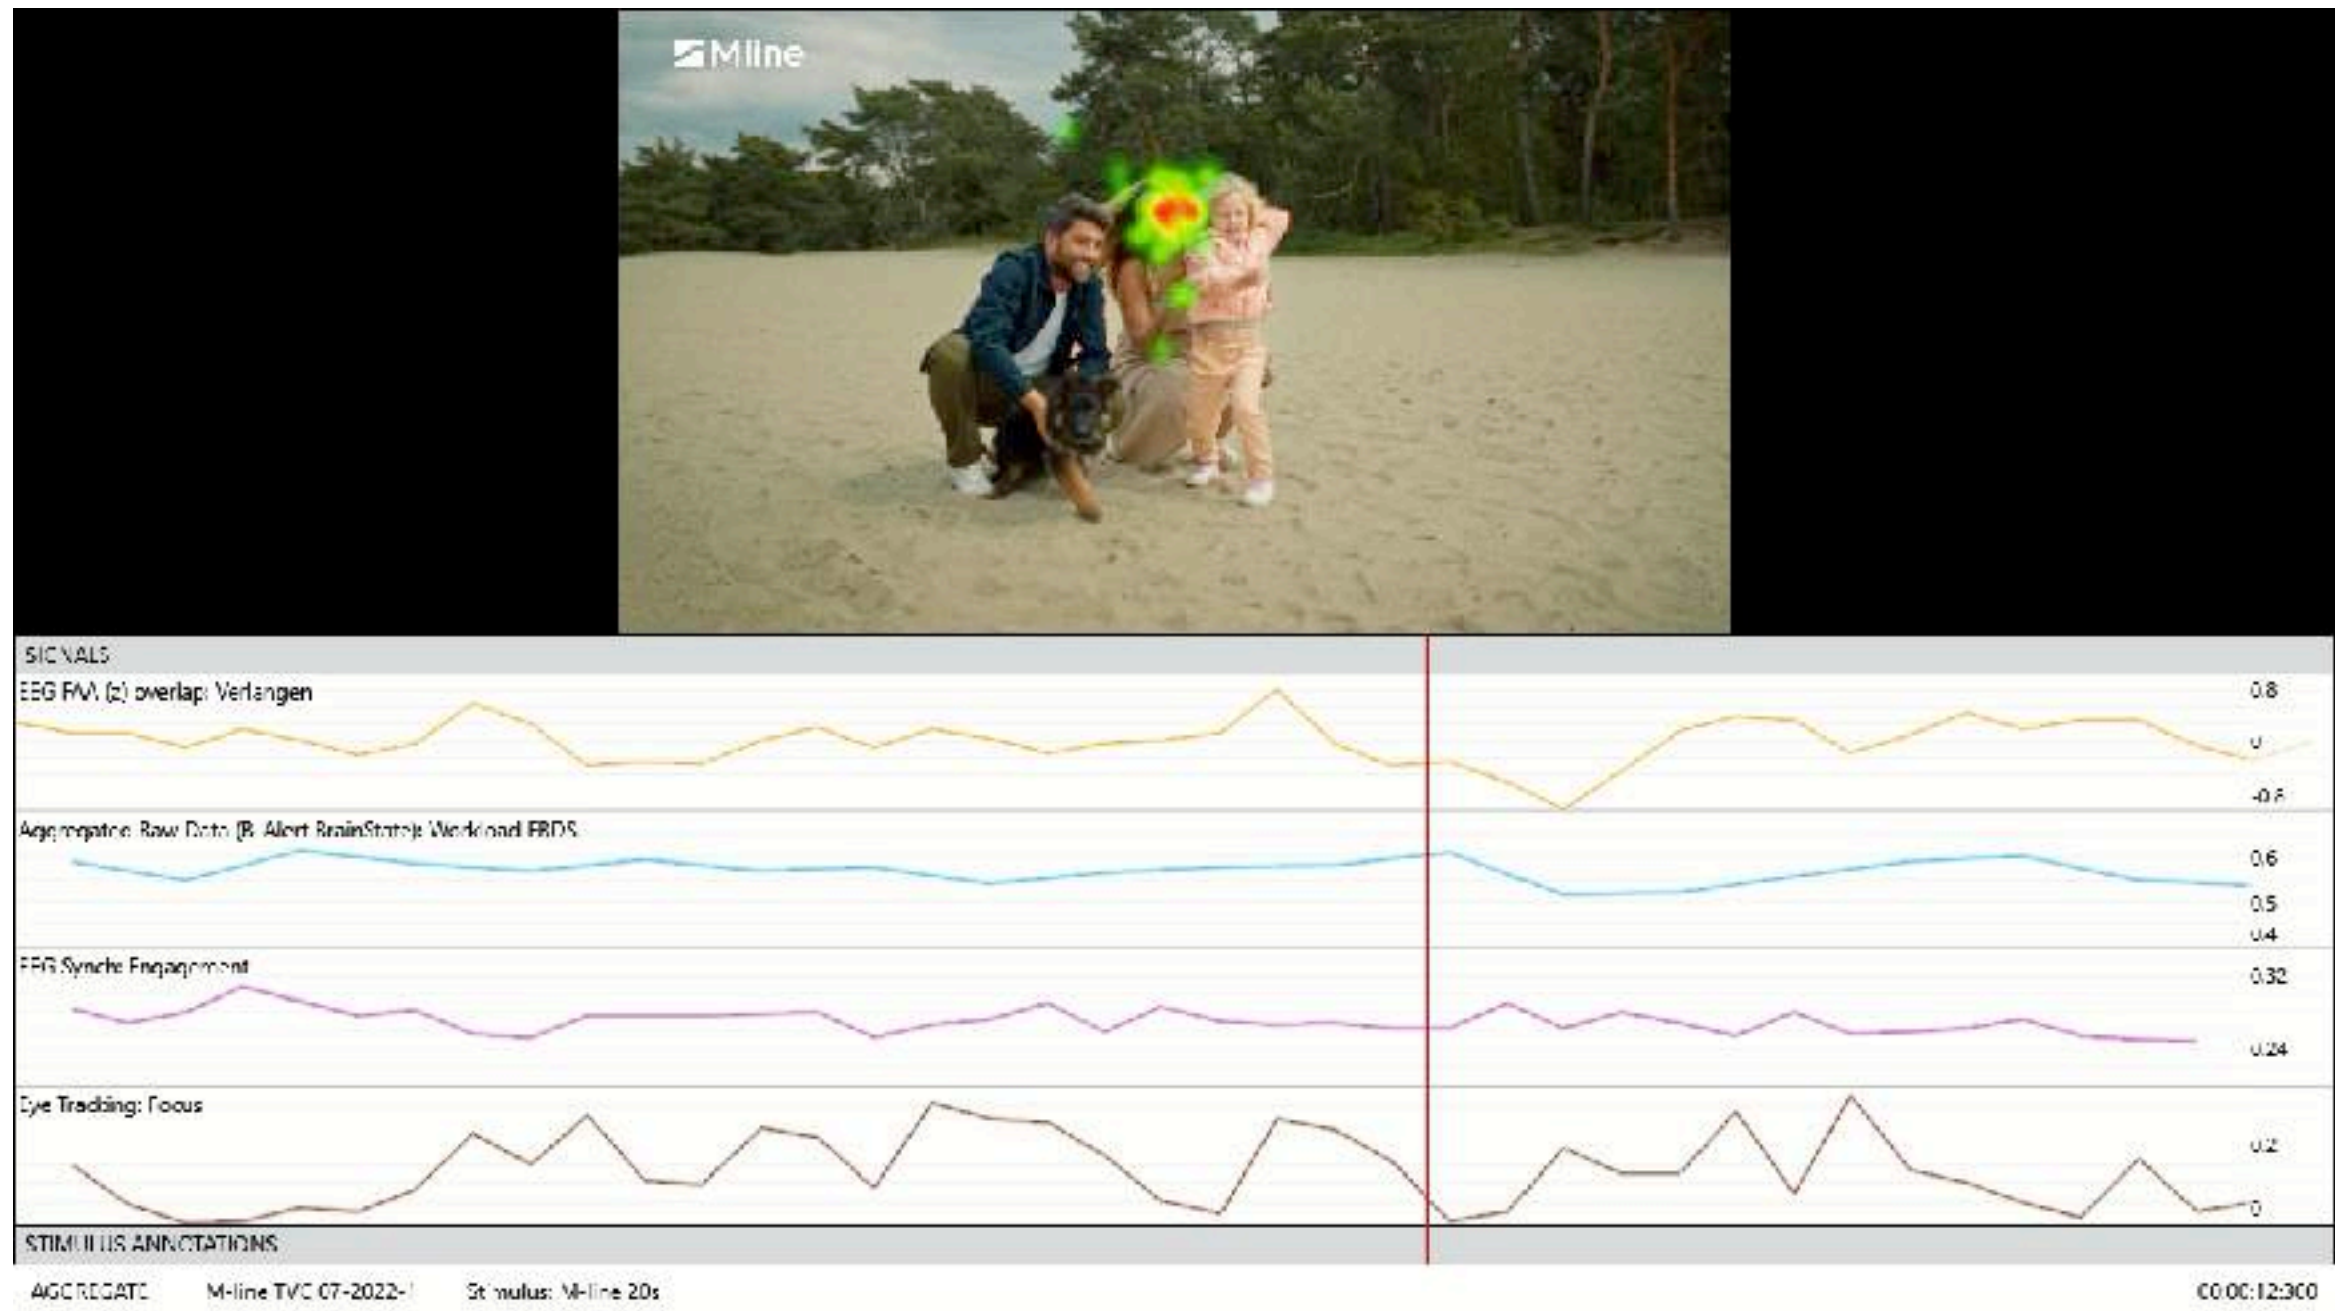 M line
SIGNALS
EEG FAA (z) overlap: Verlangen
0.8
0
-0.8
Aggregated Raw Data (B-Alert BrainState): Workload FBDS
0.6
0.5
0.4
EEG Synch: Engagement
0.32
0.24
Eye Tracking: Focus
0.2
0
STIMULUS ANNOTATIONS
AGGREGATE M-line TVC 07-2022-1 Stimulus: M-line 20s 00:00:12:300